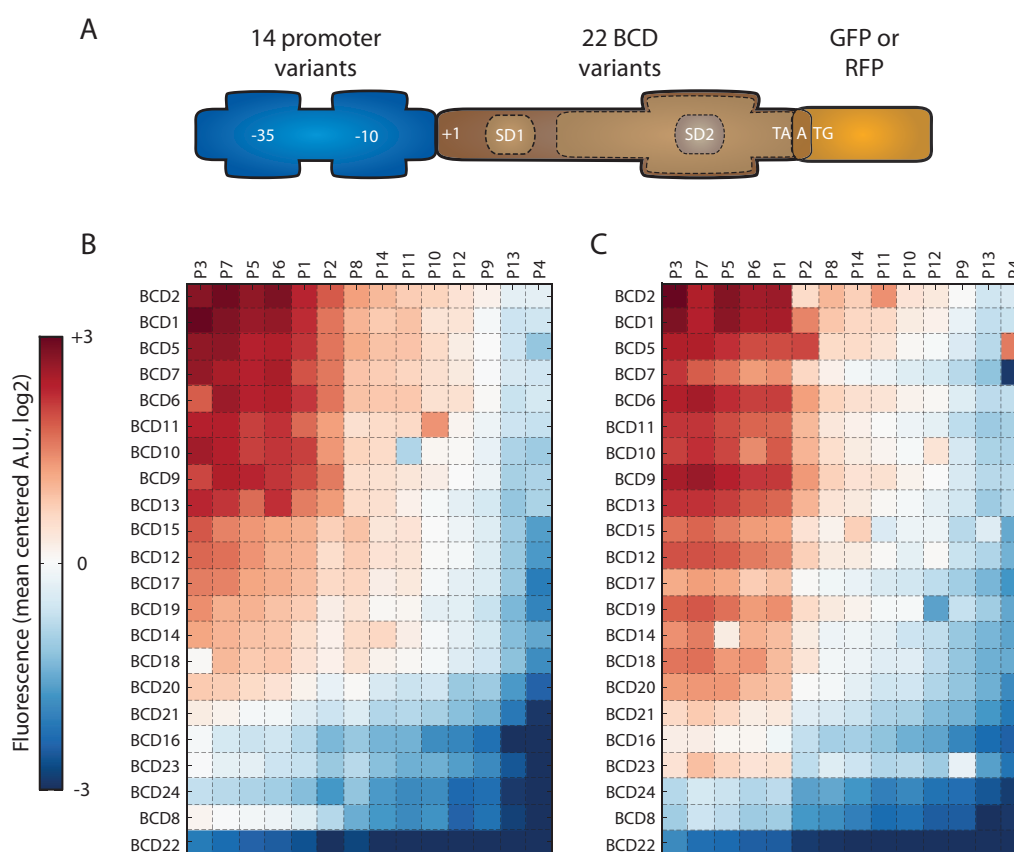 A
14 promoter variants
22 BCD variants
GFP or RFP
-35
-10
+1
SD1
SD2
TA
A
TG
B
P3 P7 P5 P6 P1 P2 P8 P14 P11 P10 P12 P9 P13 P4
C
P3 P7 P5 P6 P1 P2 P8 P14 P11 P10 P12 P9 P13 P4
Fluorescence (mean centered A.U., log2)
+3
0
-3
BCD2
BCD1
BCD5
BCD7
BCD6
BCD11
BCD10
BCD9
BCD13
BCD15
BCD12
BCD17
BCD19
BCD14
BCD18
BCD20
BCD21
BCD16
BCD23
BCD24
BCD8
BCD22
BCD2
BCD1
BCD5
BCD7
BCD6
BCD11
BCD10
BCD9
BCD13
BCD15
BCD12
BCD17
BCD19
BCD14
BCD18
BCD20
BCD21
BCD16
BCD23
BCD24
BCD8
BCD22